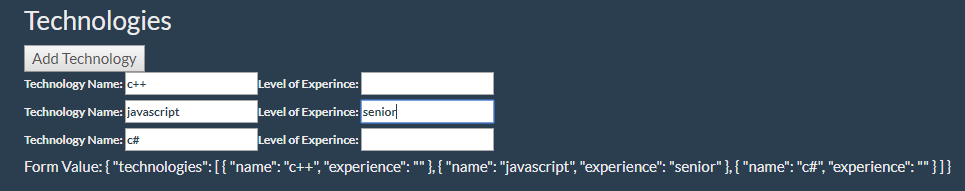 Technologies
Add Technology
Technology Name: c++ Level of Experince:
Technology Name: javascript Level of Experince: senior
Technology Name: c# Level of Experince:
Form Value: { "technologies": [ { "name": "c++", "experience": "" }, { "name": "javascript", "experience": "senior" }, { "name": "c#", "experience": "" } ] }